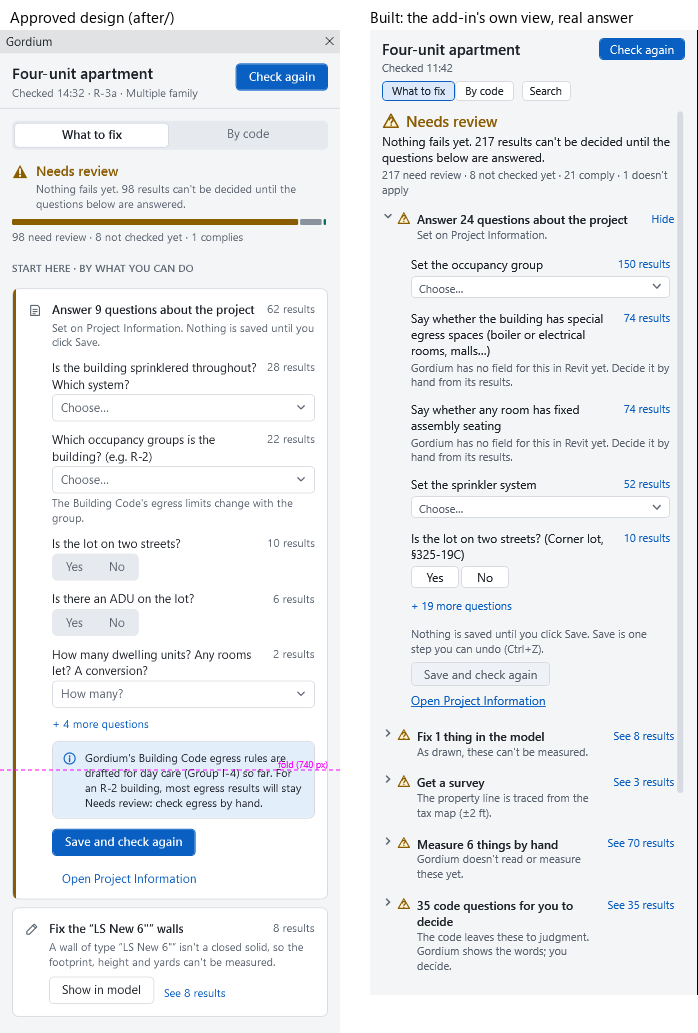 Approved design (after/)
Gordium
Four-unit apartment
Check again
Checked 14:32 · R-3a · Multiple family
What to fix
By code
Needs review
Nothing fails yet. 98 results can't be decided until the
questions below are answered.
98 need review · 8 not checked yet · 1 complies
START HERE · BY WHAT YOU CAN DO
Answer 9 questions about the project
62 results
Set on Project Information. Nothing is saved until you
click Save.
Is the building sprinklered throughout?
28 results
Which system?
Choose...
Which occupancy groups is the
22 results
building? (e.g. R-2)
Choose...
The Building Code's egress limits change with the
group.
Is the lot on two streets?
10 results
Yes
No
Is there an ADU on the lot?
6 results
Yes
No
How many dwelling units? Any rooms
2 results
let? A conversion?
How many?
+ 4 more questions
Gordium's Building Code egress rules are
fold (740 px)
drafted for day care (Group I-4) so far. For
an R-2 building, most egress results will stay
Needs review: check egress by hand.
Save and check again
Open Project Information
Fix the “LS New 6"” walls
8 results
A wall of type “LS New 6"” isn't a closed solid, so the
footprint, height and yards can't be measured.
Show in model
See 8 results
Built: the add-in's own view, real answer
Four-unit apartment
Check again
Checked 11:42
What to fix
By code
Search
Needs review
Nothing fails yet. 217 results can't be decided until the
questions below are answered.
217 need review · 8 not checked yet · 21 comply · 1 doesn't
apply
Answer 24 questions about the project
Hide
Set on Project Information.
Set the occupancy group
150 results
Choose...
Say whether the building has special
74 results
egress spaces (boiler or electrical
rooms, malls...)
Gordium has no field for this in Revit yet. Decide it by
hand from its results.
Say whether any room has fixed
74 results
assembly seating
Gordium has no field for this in Revit yet. Decide it by
hand from its results.
Set the sprinkler system
52 results
Choose...
Is the lot on two streets? (Corner lot,
10 results
§325-19C)
Yes
No
+ 19 more questions
Nothing is saved until you click Save. Save is one
step you can undo (Ctrl+Z).
Save and check again
Open Project Information
Fix 1 thing in the model
See 8 results
As drawn, these can't be measured.
Get a survey
See 3 results
The property line is traced from the
tax map (±2 ft).
Measure 6 things by hand
See 70 results
Gordium doesn't read or measure
these yet.
35 code questions for you to
See 35 results
decide
The code leaves these to judgment.
Gordium shows the words; you
decide.